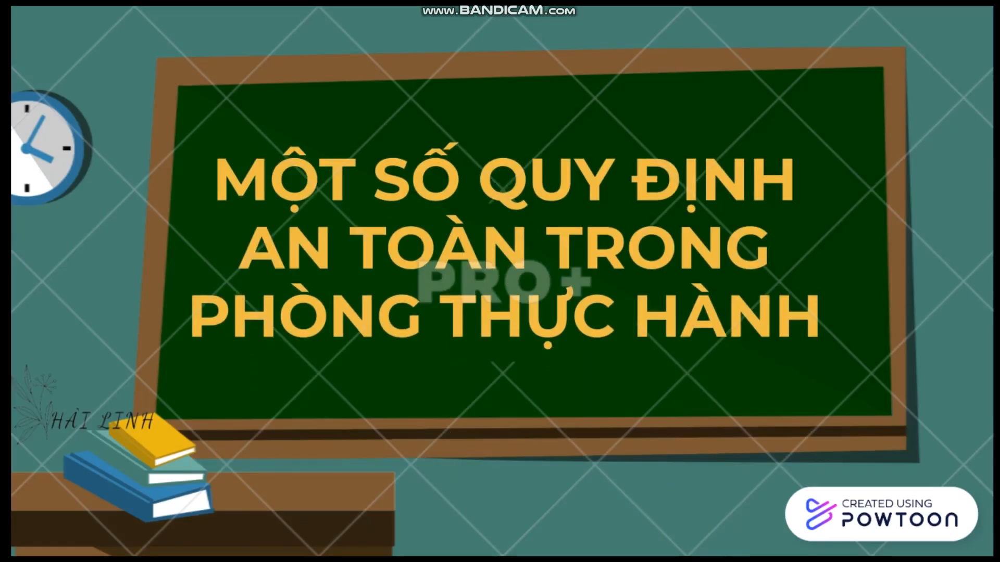 www.BANDICAM.com
MỘT SỐ QUY ĐỊNH
AN TOÀN TRONG
PRO+
PHÒNG THỰC HÀNH
HẢI LINH
CREATED USING
POWTOON